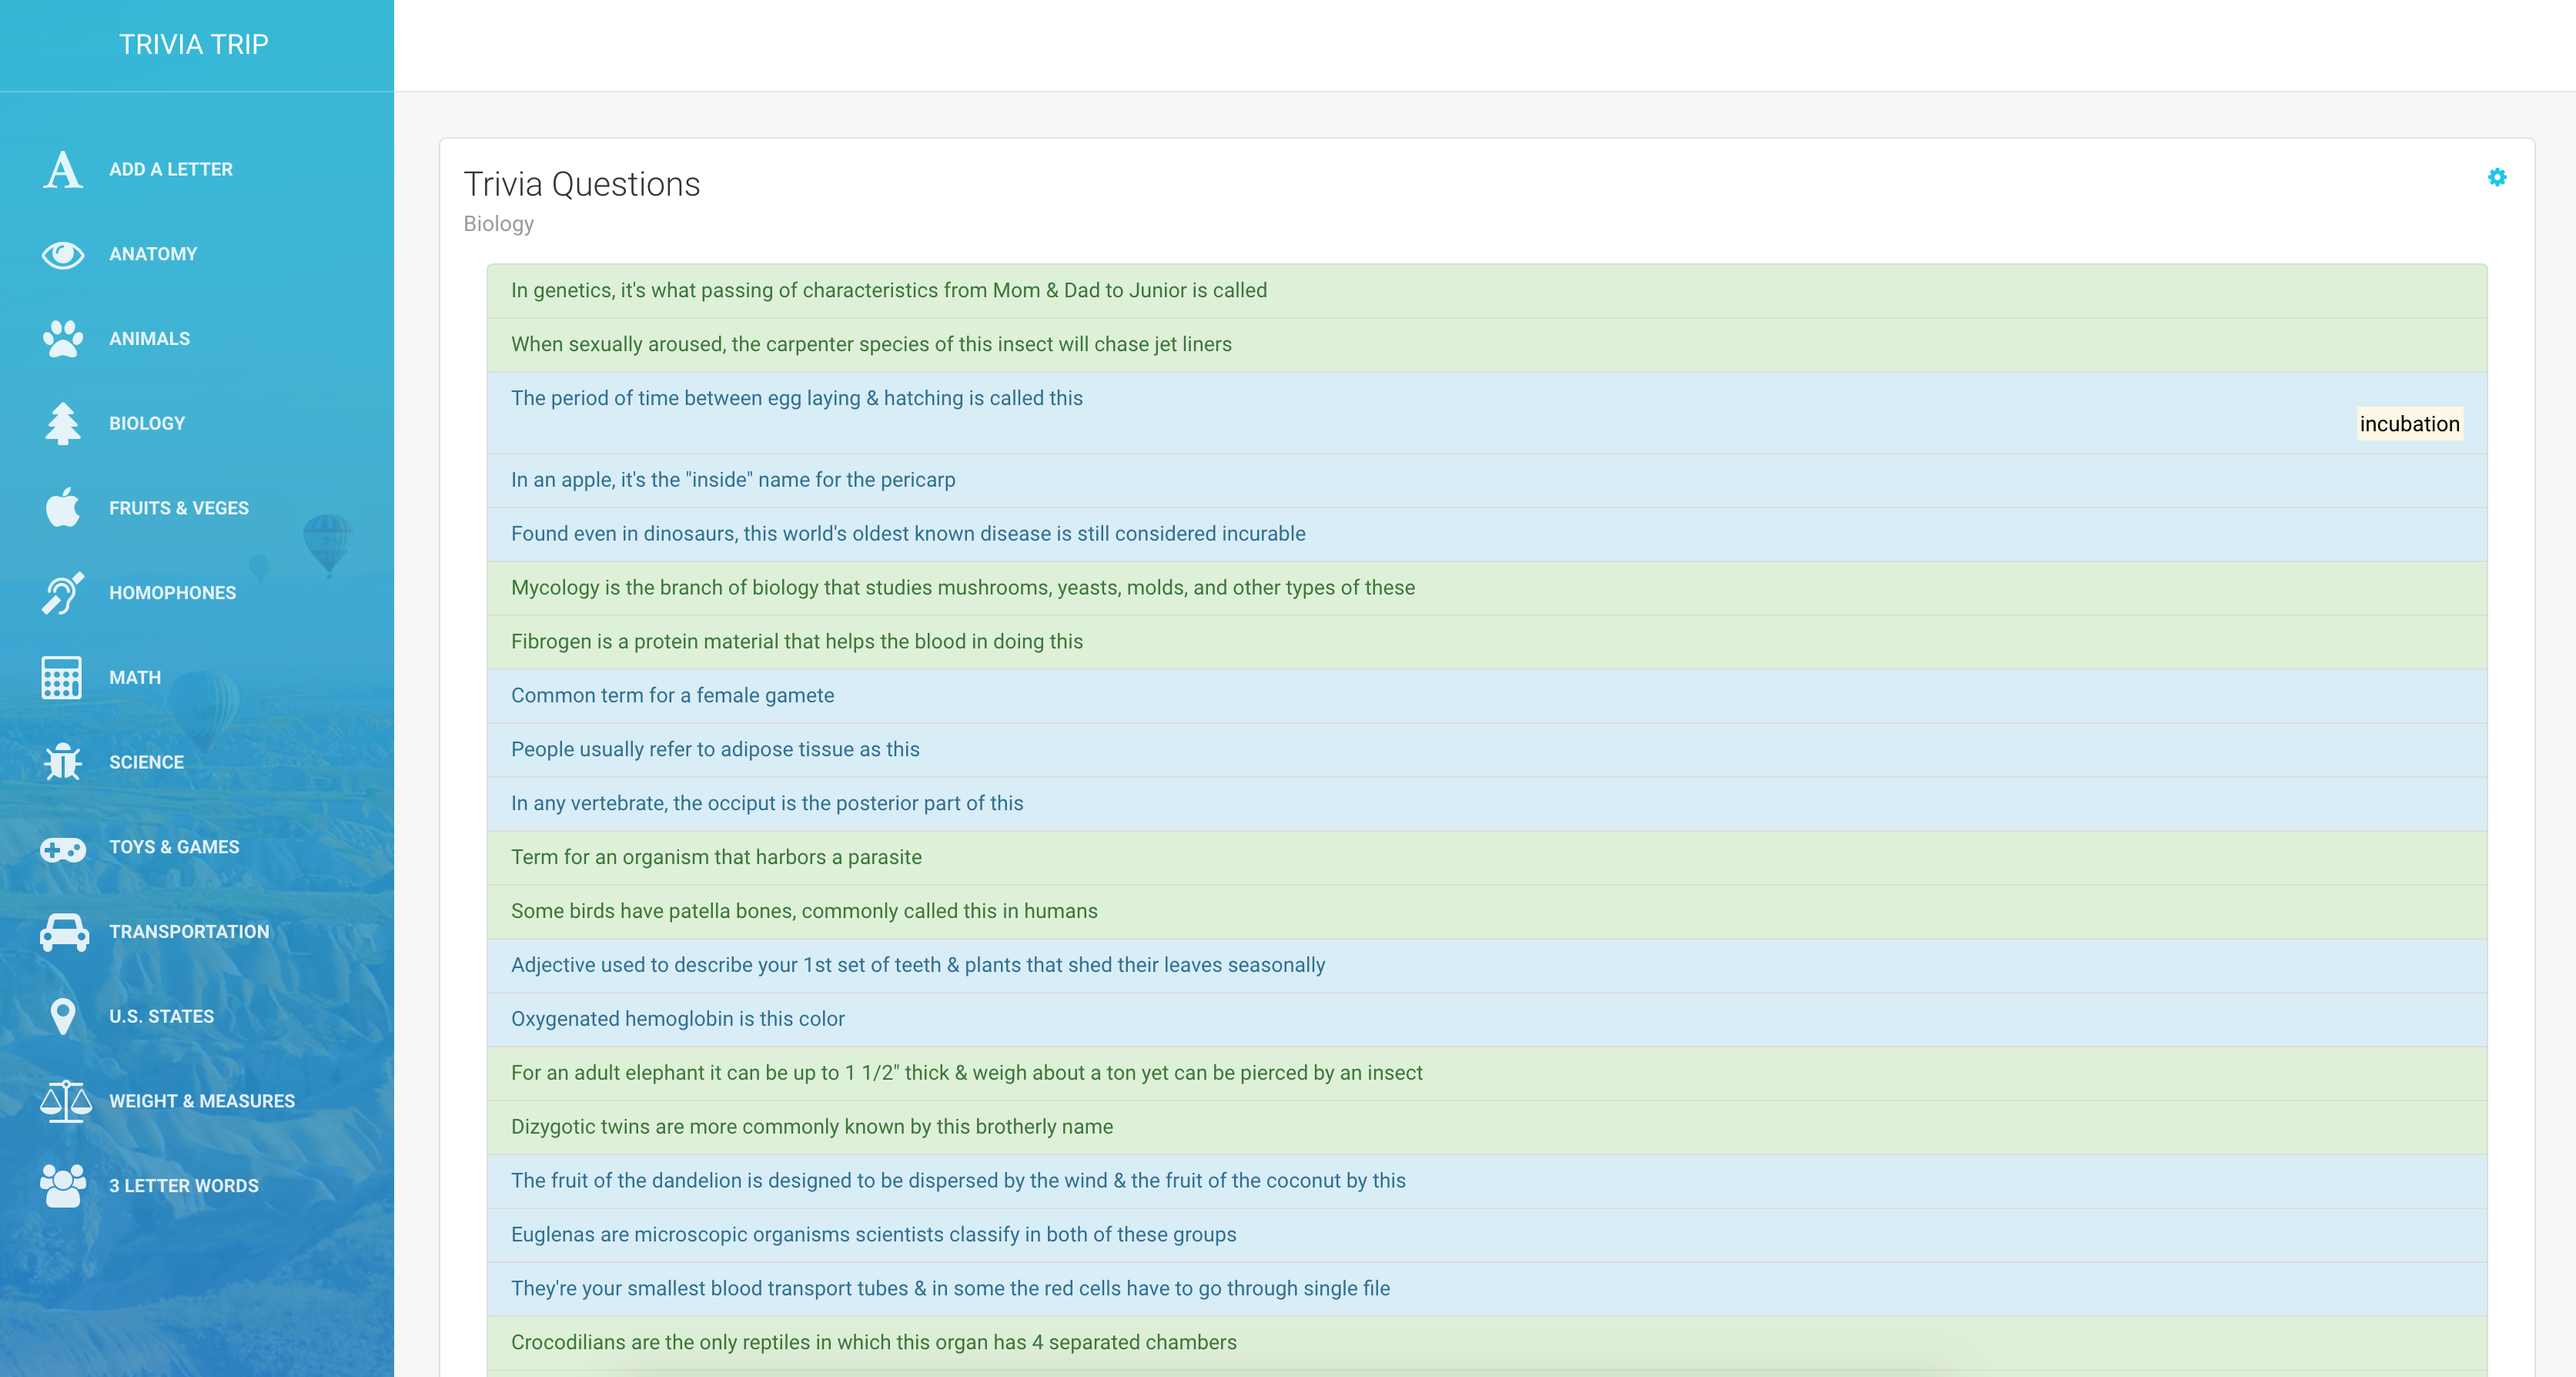 TRIVIA TRIP
ADD A LETTER
ANATOMY
ANIMALS
BIOLOGY
FRUITS & VEGES
HOMOPHONES
MATH
SCIENCE
TOYS & GAMES
TRANSPORTATION
U.S. STATES
WEIGHT & MEASURES
3 LETTER WORDS
Trivia Questions
Biology
In genetics, it's what passing of characteristics from Mom & Dad to Junior is called
When sexually aroused, the carpenter species of this insect will chase jet liners
The period of time between egg laying & hatching is called this
incubation
In an apple, it's the "inside" name for the pericarp
Found even in dinosaurs, this world's oldest known disease is still considered incurable
Mycology is the branch of biology that studies mushrooms, yeasts, molds, and other types of these
Fibrogen is a protein material that helps the blood in doing this
Common term for a female gamete
People usually refer to adipose tissue as this
In any vertebrate, the occiput is the posterior part of this
Term for an organism that harbors a parasite
Some birds have patella bones, commonly called this in humans
Adjective used to describe your 1st set of teeth & plants that shed their leaves seasonally
Oxygenated hemoglobin is this color
For an adult elephant it can be up to 1 1/2" thick & weigh about a ton yet can be pierced by an insect
Dizygotic twins are more commonly known by this brotherly name
The fruit of the dandelion is designed to be dispersed by the wind & the fruit of the coconut by this
Euglenas are microscopic organisms scientists classify in both of these groups
They're your smallest blood transport tubes & in some the red cells have to go through single file
Crocodilians are the only reptiles in which this organ has 4 separated chambers